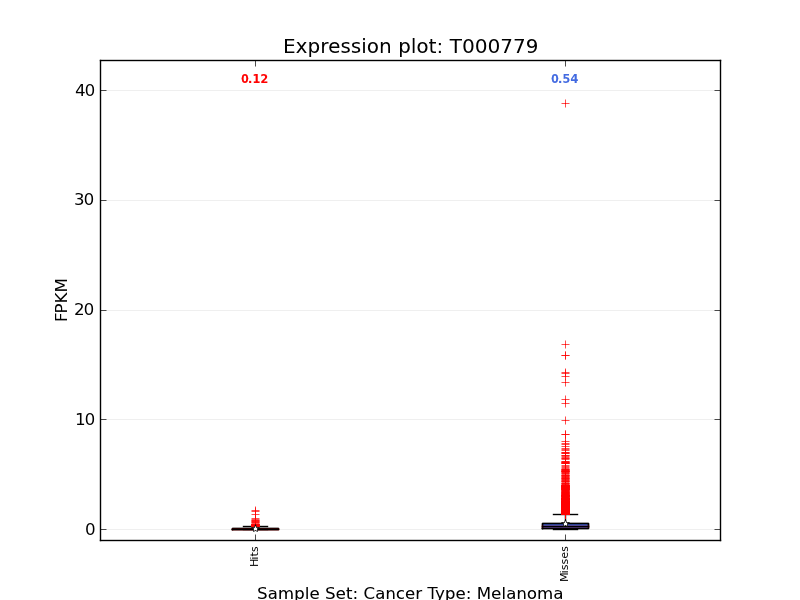 Expression plot: T000779
0.12
0.54
40
30
20
10
0
FPKM
Hits
Misses
Sample Set: Cancer Type: Melanoma